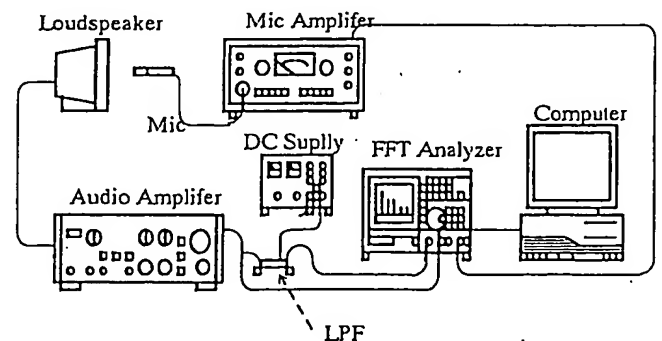 Loudspeaker
Mic Amplifer
Mic
Computer
DC Suplly
FFT Analyzer
Audio Amplifer
LPF